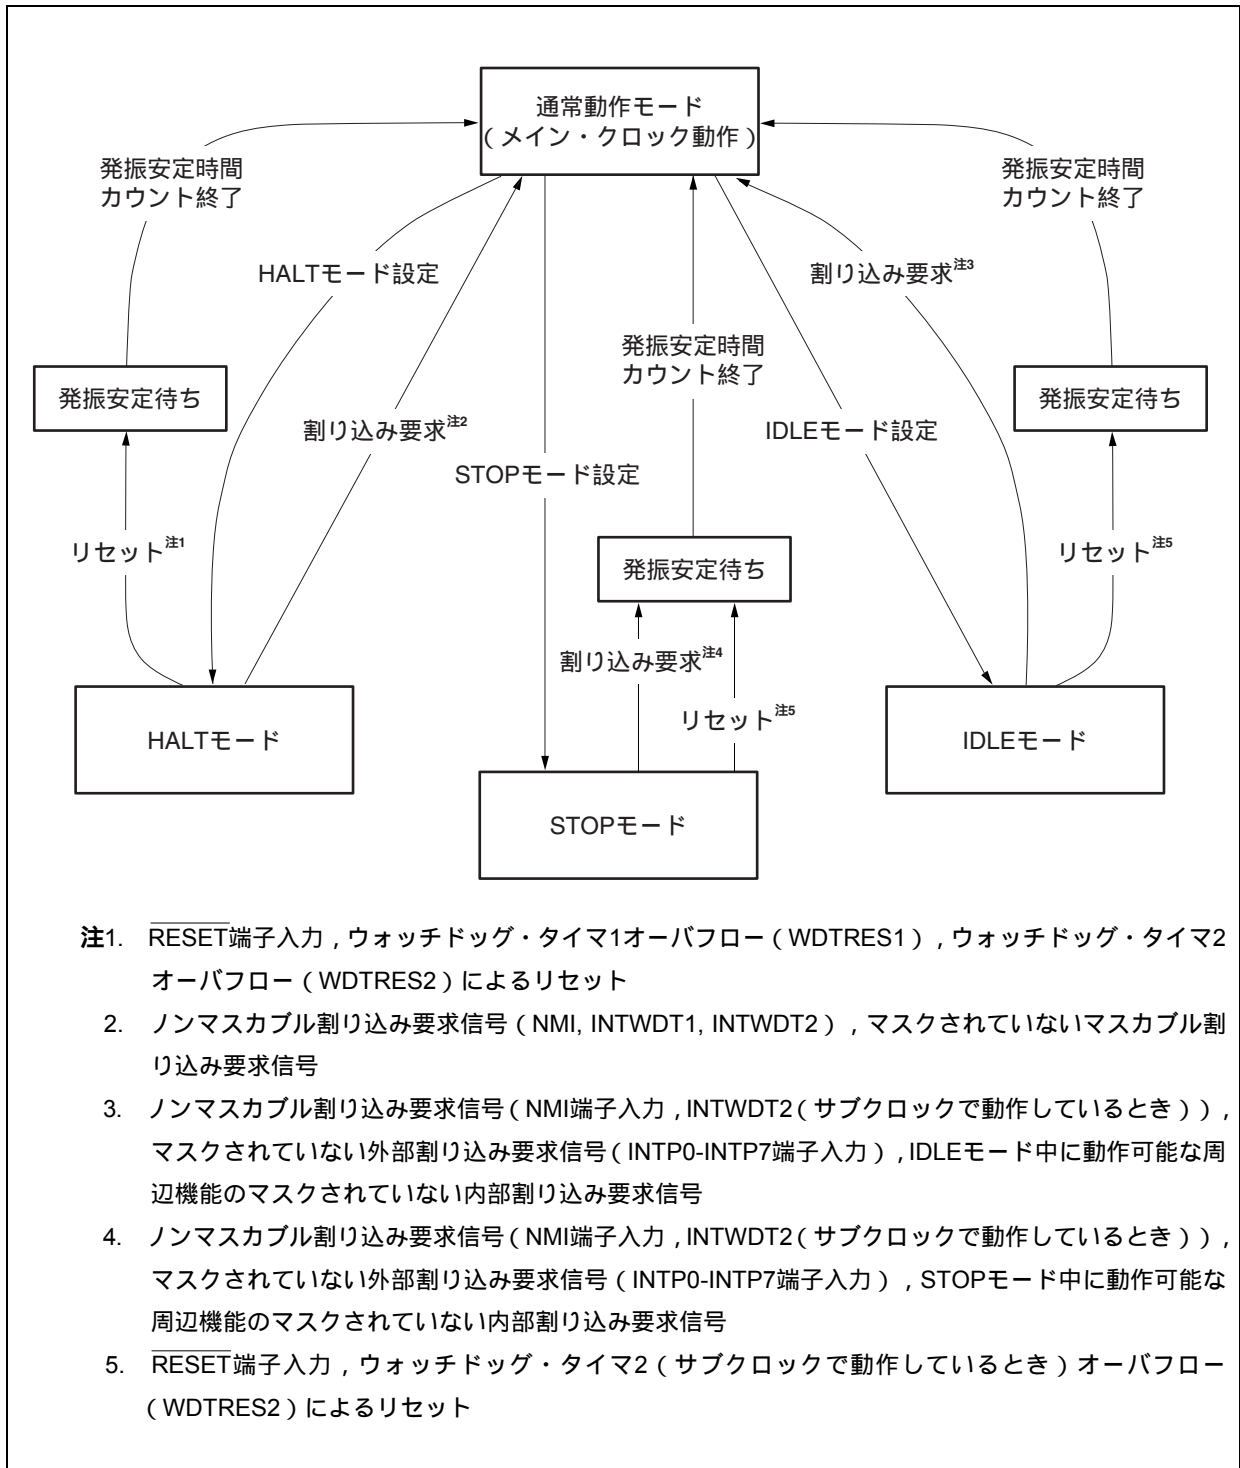 通常動作モード
（メイン・クロック動作）
発振安定時間
カウント終了
発振安定時間
カウント終了
HALTモード設定
割り込み要求注3
発振安定時間
カウント終了
発振安定待ち
発振安定待ち
割り込み要求注2
IDLEモード設定
STOPモード設定
リセット注1
発振安定待ち
リセット注5
割り込み要求注4
リセット注5
HALTモード
IDLEモード
STOPモード
注1. RESET端子入力，ウォッチドッグ・タイマ1オーバフロー（WDTRES1），ウォッチドッグ・タイマ2
オーバフロー（WDTRES2）によるリセット
2. ノンマスカブル割り込み要求信号（NMI, INTWDT1, INTWDT2），マスクされていないマスカブル割
り込み要求信号
3. ノンマスカブル割り込み要求信号（NMI端子入力，INTWDT2（サブクロックで動作しているとき）），
マスクされていない外部割り込み要求信号（INTP0-INTP7端子入力），IDLEモード中に動作可能な周
辺機能のマスクされていない内部割り込み要求信号
4. ノンマスカブル割り込み要求信号（NMI端子入力，INTWDT2（サブクロックで動作しているとき）），
マスクされていない外部割り込み要求信号（INTP0-INTP7端子入力），STOPモード中に動作可能な
周辺機能のマスクされていない内部割り込み要求信号
5. RESET端子入力，ウォッチドッグ・タイマ2（サブクロックで動作しているとき）オーバフロー
（WDTRES2）によるリセット